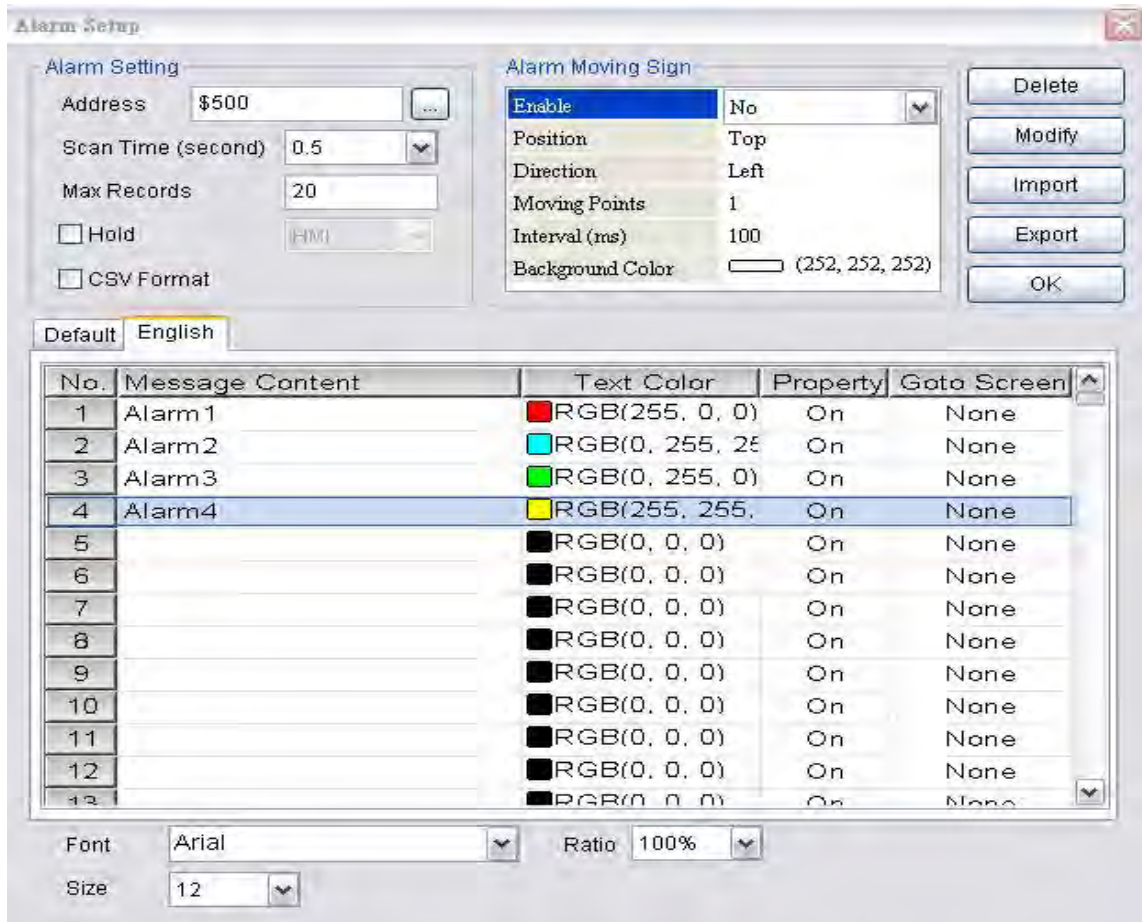 Alarm Setup
Alarm Setting
Address $500 ...
Scan Time (second) 0.5
Max Records 20
Hold (HMI)
CSV Format
Alarm Moving Sign
Enable No
Position Top
Direction Left
Moving Points 1
Interval (ms) 100
Background Color (252, 252, 252)
Delete
Modify
Import
Export
OK
Default English
No. Message Content Text Color Property Goto Screen
1 Alarm1 RGB(255, 0, 0) On None
2 Alarm2 RGB(0, 255, 25 On None
3 Alarm3 RGB(0, 255, 0) On None
4 Alarm4 RGB(255, 255, On None
5 RGB(0, 0, 0) On None
6 RGB(0, 0, 0) On None
7 RGB(0, 0, 0) On None
8 RGB(0, 0, 0) On None
9 RGB(0, 0, 0) On None
10 RGB(0, 0, 0) On None
11 RGB(0, 0, 0) On None
12 RGB(0, 0, 0) On None
13 RGB(0, 0, 0) On None
Font Arial Ratio 100%
Size 12